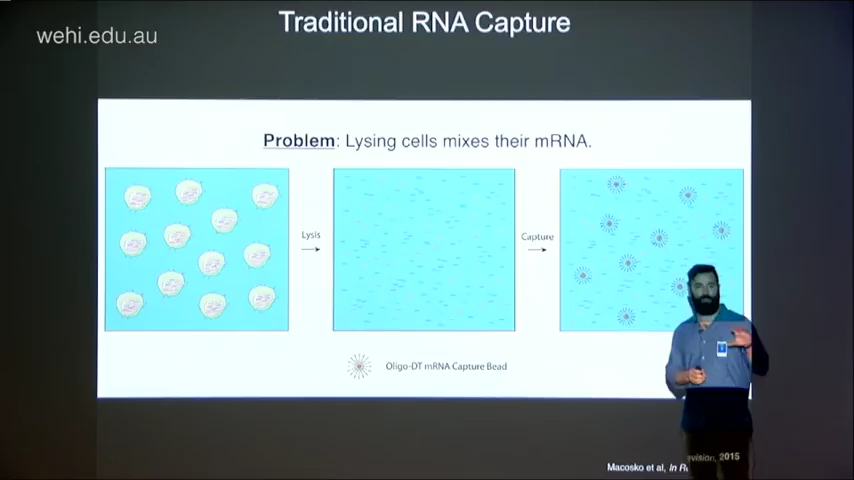 wehi.edu.au
Traditional RNA Capture
Problem: Lysing cells mixes their mRNA.
Lysis
Capture
Oligo-DT mRNA Capture Bead
Macosko et al, In evision, 2015